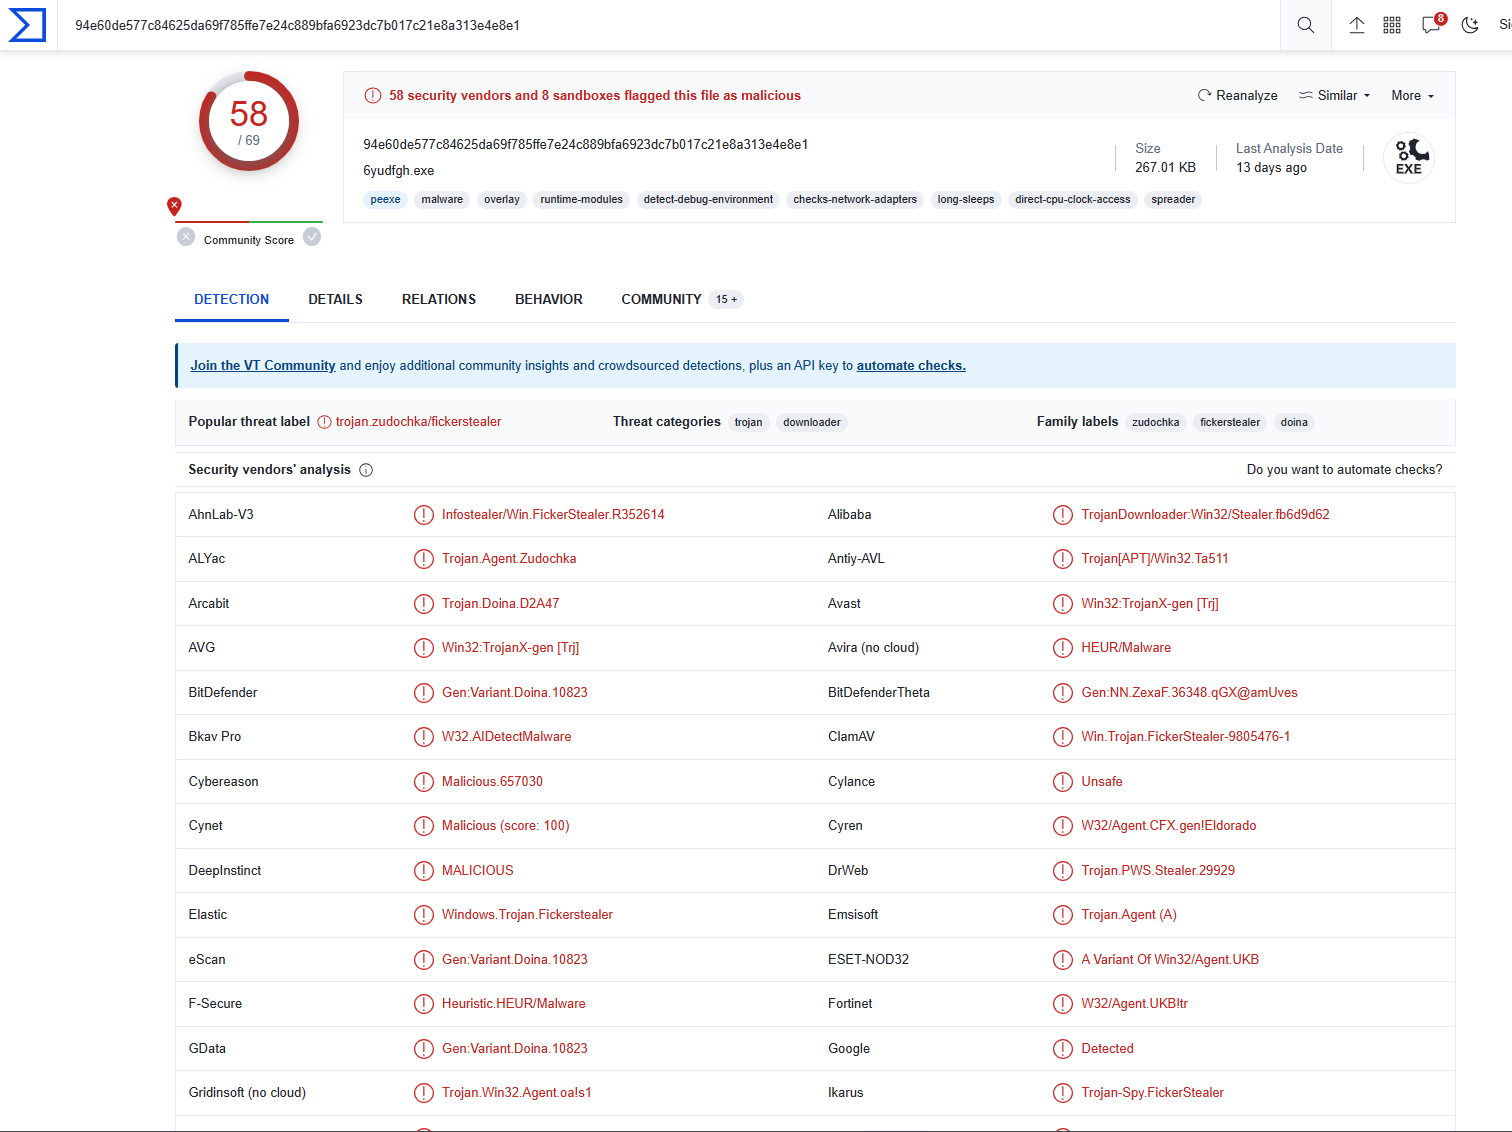 94e60de577c84625da69f785ffe7e24c889bfa6923dc7b017c21e8a313e4e8e1
8
58
/ 69
58 security vendors and 8 sandboxes flagged this file as malicious
Reanalyze Similar More
94e60de577c84625da69f785ffe7e24c889bfa6923dc7b017c21e8a313e4e8e1
6yudfgh.exe
Size
267.01 KB
Last Analysis Date
13 days ago
EXE
peexe malware overlay runtime-modules detect-debug-environment checks-network-adapters long-sleeps direct-cpu-clock-access spreader
Community Score
DETECTION DETAILS RELATIONS BEHAVIOR COMMUNITY 15 +
Join the VT Community and enjoy additional community insights and crowdsourced detections, plus an API key to automate checks.
Popular threat label trojan.zudochka/fickerstealer Threat categories trojan downloader Family labels zudochka fickerstealer doina
Security vendors' analysis Do you want to automate checks?
AhnLab-V3 Infostealer/Win.FickerStealer.R352614 Alibaba TrojanDownloader:Win32/Stealer.fb6d9d62
ALYac Trojan.Agent.Zudochka Antiy-AVL Trojan[APT]/Win32.Ta511
Arcabit Trojan.Doina.D2A47 Avast Win32:TrojanX-gen [Trj]
AVG Win32:TrojanX-gen [Trj] Avira (no cloud) HEUR/Malware
BitDefender Gen:Variant.Doina.10823 BitDefenderTheta Gen:NN.ZexaF.36348.qGX@amUves
Bkav Pro W32.AIDetectMalware ClamAV Win.Trojan.FickerStealer-9805476-1
Cybereason Malicious.657030 Cylance Unsafe
Cynet Malicious (score: 100) Cyren W32/Agent.CFX.gen!Eldorado
DeepInstinct MALICIOUS DrWeb Trojan.PWS.Stealer.29929
Elastic Windows.Trojan.Fickerstealer Emsisoft Trojan.Agent (A)
eScan Gen:Variant.Doina.10823 ESET-NOD32 A Variant Of Win32/Agent.UKB
F-Secure Heuristic.HEUR/Malware Fortinet W32/Agent.UKB!tr
GData Gen:Variant.Doina.10823 Google Detected
Gridinsoft (no cloud) Trojan.Win32.Agent.oa!s1 Ikarus Trojan-Spy.FickerStealer